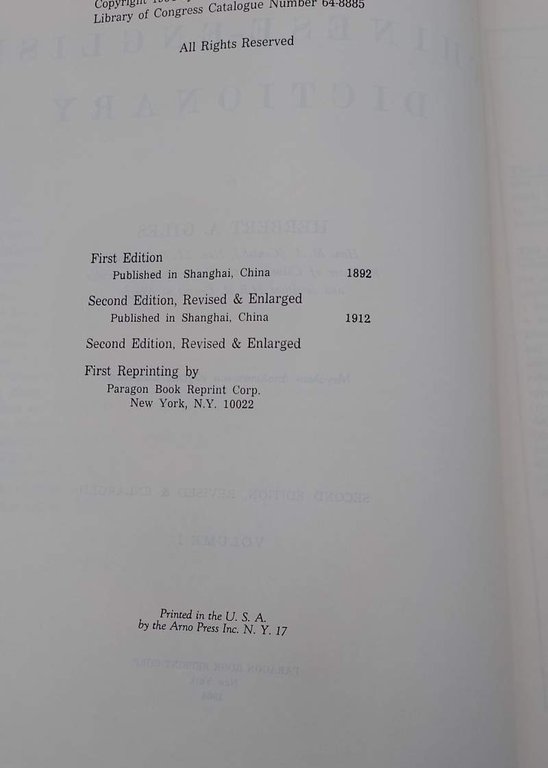 Copyright
Library of Congress Catalogue Number 64-8885
All Rights Reserved
First Edition
Published in Shanghai, China 1892
Second Edition, Revised & Enlarged
Published in Shanghai, China 1912
Second Edition, Revised & Enlarged
First Reprinting by
Paragon Book Reprint Corp.
New York, N.Y. 10022
Printed in the U. S. A.
by the Arno Press Inc. N. Y. 17